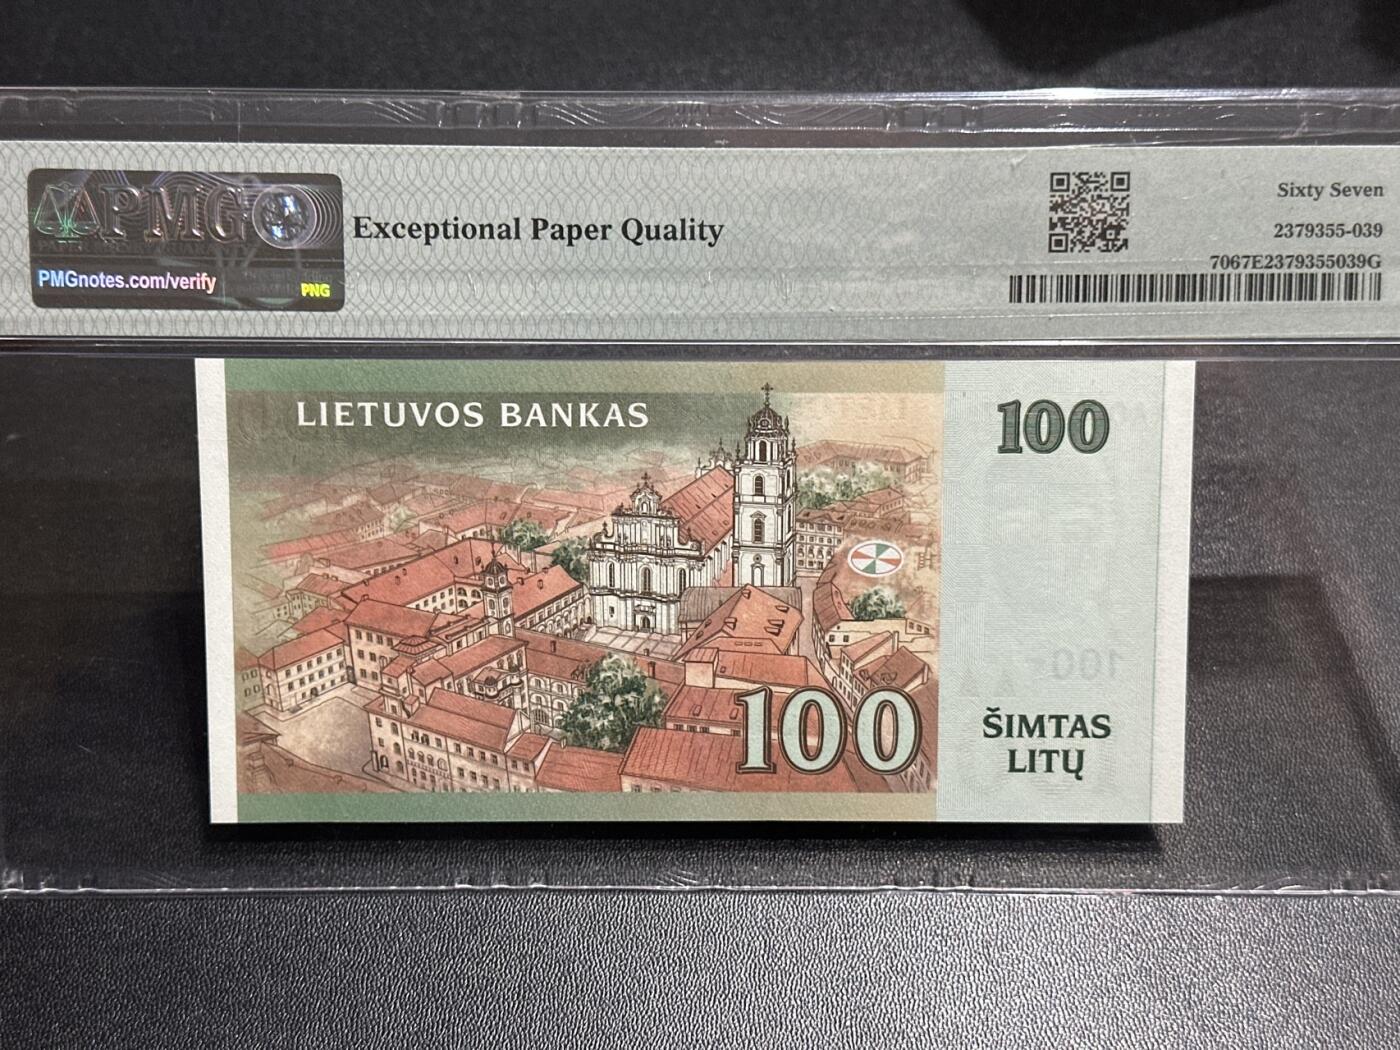 PMG
PMGnotes.com/verify
PNG
Exceptional Paper Quality
Sixty Seven
2379355-039
7067E2379355039G
LIETUVOS BANKAS
100
100
ŠIMTAS
LITŲ